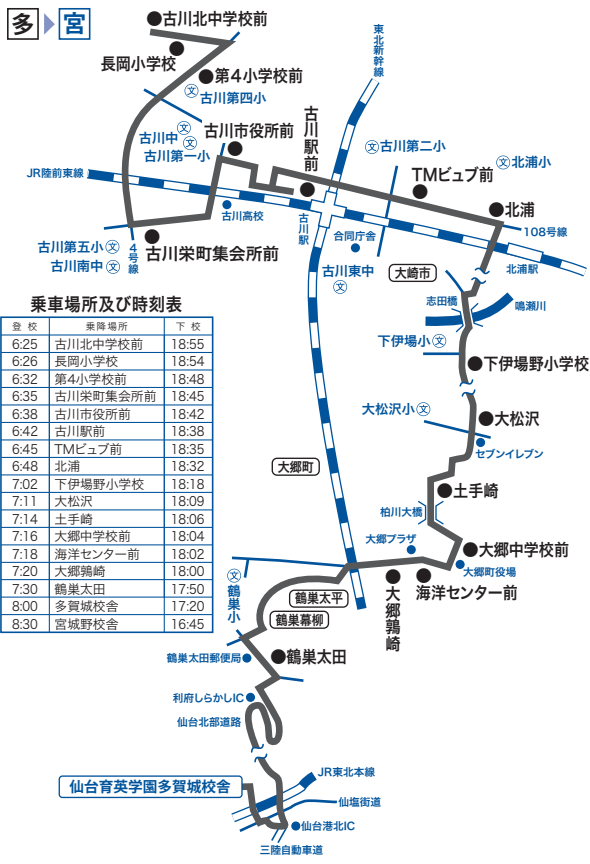 多 宮
古川北中学校前
長岡小学校
第4小学校前
古川第四小
古川中
古川第一小
古川市役所前
東北新幹線
古川駅前
古川第二小
TMビュブ前
北浦小
JR陸前東線
古川高校
古川駅
合同庁舎
北浦
108号線
北浦駅
古川第五小
古川南中
4号線
古川栄町集会所前
古川東中
大崎市
志田橋
鳴瀬川
下伊場小
下伊場野小学校
乗車場所及び時刻表
登校 乗降場所 下校
6:25 古川北中学校前 18:55
6:26 長岡小学校 18:54
6:32 第4小学校前 18:48
6:35 古川栄町集会所前 18:45
6:38 古川市役所前 18:42
6:42 古川駅前 18:38
6:45 TMビュブ前 18:35
6:48 北浦 18:32
7:02 下伊場野小学校 18:18
7:11 大松沢 18:09
7:14 土手崎 18:06
7:16 大郷中学校前 18:04
7:18 海洋センター前 18:02
7:20 大郷鶉崎 18:00
7:30 鶴巣太田 17:50
8:00 多賀城校舎 17:20
8:30 宮城野校舎 16:45
大松沢小
大松沢
セブンイレブン
大郷町
土手崎
柏川大橋
大郷プラザ
大郷中学校前
大郷町役場
海洋センター前
大郷鶉崎
鶴巣小
鶴巣太平
鶴巣幕柳
鶴巣太田郵便局
鶴巣太田
利府しらかしIC
仙台北部道路
JR東北本線
仙台育英学園多賀城校舎
仙塩街道
仙台港北IC
三陸自動車道